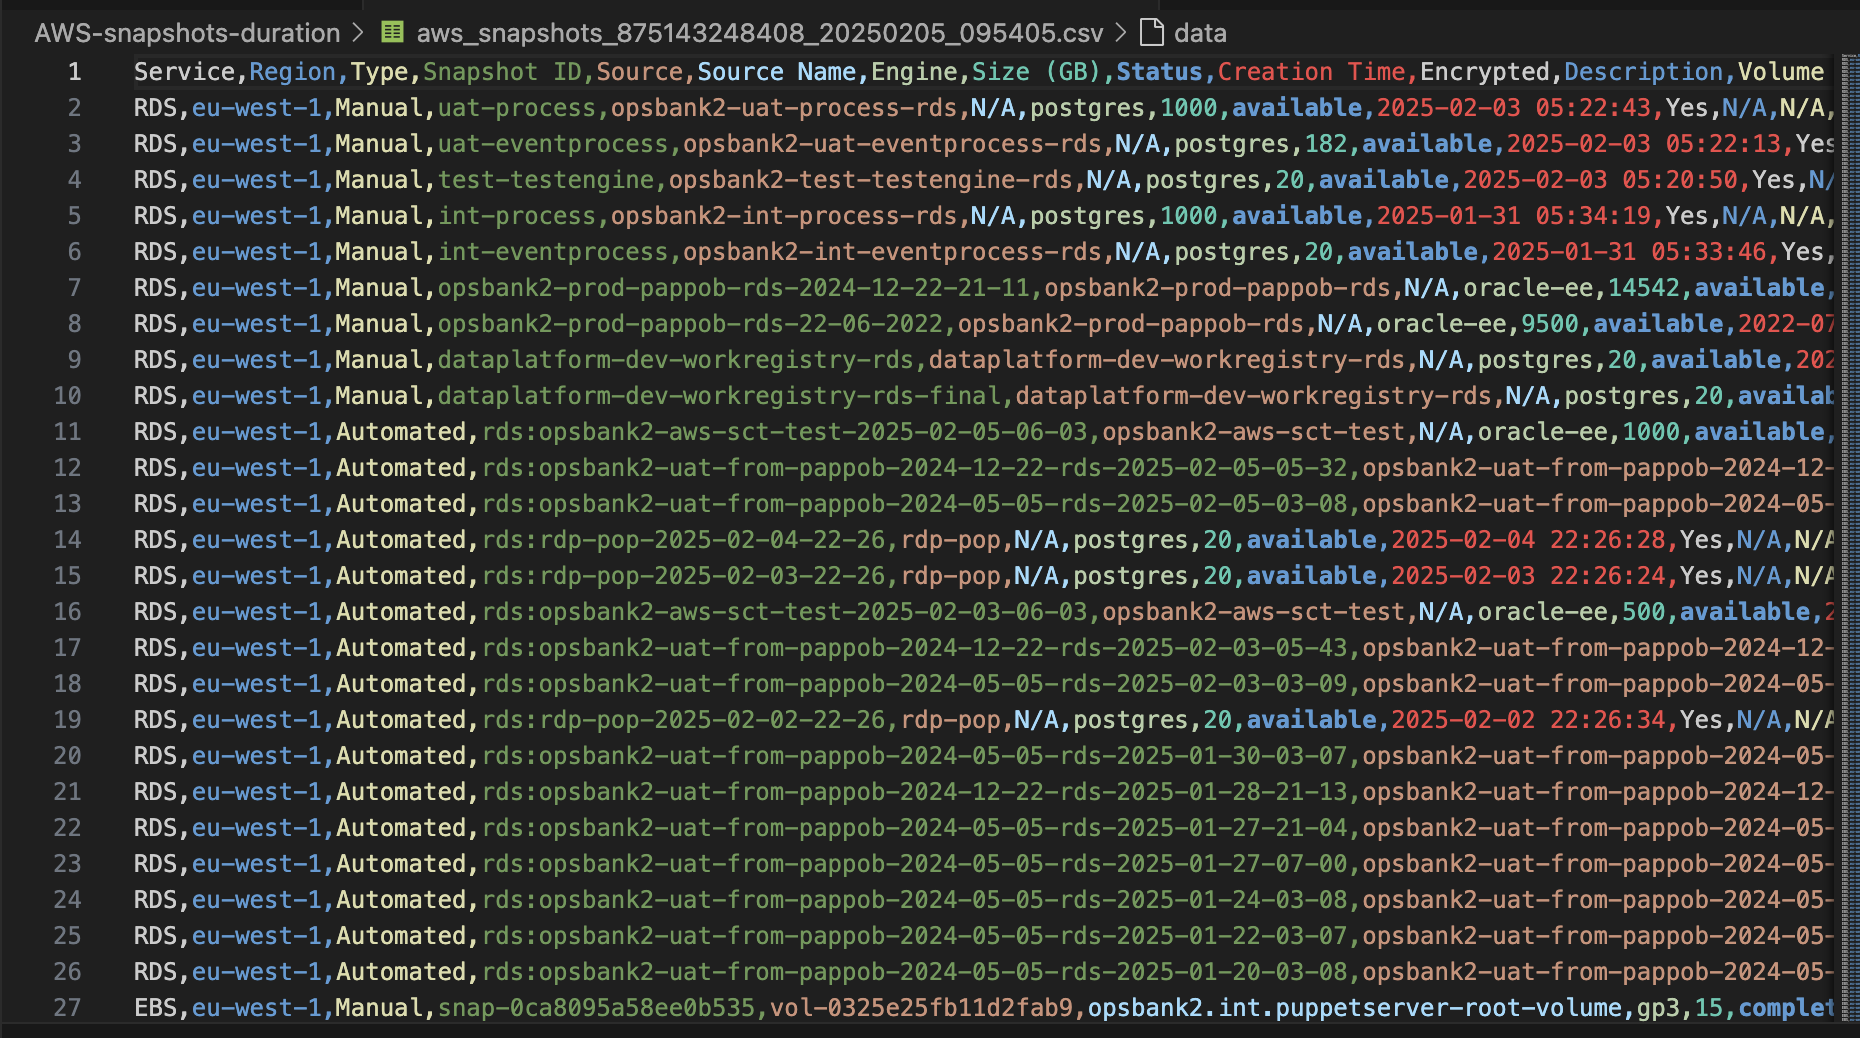 AWS-snapshots-duration > aws_snapshots_875143248408_20250205_095405.csv > data
1 Service,Region,Type,Snapshot ID,Source,Source Name,Engine,Size (GB),Status,Creation Time,Encrypted,Description,Volume
2 RDS,eu-west-1,Manual,uat-process,opsbank2-uat-process-rds,N/A,postgres,1000,available,2025-02-03 05:22:43,Yes,N/A,N/A,
3 RDS,eu-west-1,Manual,uat-eventprocess,opsbank2-uat-eventprocess-rds,N/A,postgres,182,available,2025-02-03 05:22:13,Yes
4 RDS,eu-west-1,Manual,test-testengine,opsbank2-test-testengine-rds,N/A,postgres,20,available,2025-02-03 05:20:50,Yes,N/
5 RDS,eu-west-1,Manual,int-process,opsbank2-int-process-rds,N/A,postgres,1000,available,2025-01-31 05:34:19,Yes,N/A,N/A,
6 RDS,eu-west-1,Manual,int-eventprocess,opsbank2-int-eventprocess-rds,N/A,postgres,20,available,2025-01-31 05:33:46,Yes,
7 RDS,eu-west-1,Manual,opsbank2-prod-pappob-rds-2024-12-22-21-11,opsbank2-prod-pappob-rds,N/A,oracle-ee,14542,available,
8 RDS,eu-west-1,Manual,opsbank2-prod-pappob-rds-22-06-2022,opsbank2-prod-pappob-rds,N/A,oracle-ee,9500,available,2022-07
9 RDS,eu-west-1,Manual,dataplatform-dev-workregistry-rds,dataplatform-dev-workregistry-rds,N/A,postgres,20,available,202
10 RDS,eu-west-1,Manual,dataplatform-dev-workregistry-rds-final,dataplatform-dev-workregistry-rds,N/A,postgres,20,availab
11 RDS,eu-west-1,Automated,rds:opsbank2-aws-sct-test-2025-02-05-06-03,opsbank2-aws-sct-test,N/A,oracle-ee,1000,available,
12 RDS,eu-west-1,Automated,rds:opsbank2-uat-from-pappob-2024-12-22-rds-2025-02-05-05-32,opsbank2-uat-from-pappob-2024-12-
13 RDS,eu-west-1,Automated,rds:opsbank2-uat-from-pappob-2024-05-05-rds-2025-02-05-03-08,opsbank2-uat-from-pappob-2024-05-
14 RDS,eu-west-1,Automated,rds:rdp-pop-2025-02-04-22-26,rdp-pop,N/A,postgres,20,available,2025-02-04 22:26:28,Yes,N/A,N/A
15 RDS,eu-west-1,Automated,rds:rdp-pop-2025-02-03-22-26,rdp-pop,N/A,postgres,20,available,2025-02-03 22:26:24,Yes,N/A,N/A
16 RDS,eu-west-1,Automated,rds:opsbank2-aws-sct-test-2025-02-03-06-03,opsbank2-aws-sct-test,N/A,oracle-ee,500,available,2
17 RDS,eu-west-1,Automated,rds:opsbank2-uat-from-pappob-2024-12-22-rds-2025-02-03-05-43,opsbank2-uat-from-pappob-2024-12-
18 RDS,eu-west-1,Automated,rds:opsbank2-uat-from-pappob-2024-05-05-rds-2025-02-03-03-09,opsbank2-uat-from-pappob-2024-05-
19 RDS,eu-west-1,Automated,rds:rdp-pop-2025-02-02-22-26,rdp-pop,N/A,postgres,20,available,2025-02-02 22:26:34,Yes,N/A,N/A
20 RDS,eu-west-1,Automated,rds:opsbank2-uat-from-pappob-2024-05-05-rds-2025-01-30-03-07,opsbank2-uat-from-pappob-2024-05-
21 RDS,eu-west-1,Automated,rds:opsbank2-uat-from-pappob-2024-12-22-rds-2025-01-28-21-13,opsbank2-uat-from-pappob-2024-12-
22 RDS,eu-west-1,Automated,rds:opsbank2-uat-from-pappob-2024-05-05-rds-2025-01-27-21-04,opsbank2-uat-from-pappob-2024-05-
23 RDS,eu-west-1,Automated,rds:opsbank2-uat-from-pappob-2024-05-05-rds-2025-01-27-07-00,opsbank2-uat-from-pappob-2024-05-
24 RDS,eu-west-1,Automated,rds:opsbank2-uat-from-pappob-2024-05-05-rds-2025-01-24-03-08,opsbank2-uat-from-pappob-2024-05-
25 RDS,eu-west-1,Automated,rds:opsbank2-uat-from-pappob-2024-05-05-rds-2025-01-22-03-07,opsbank2-uat-from-pappob-2024-05-
26 RDS,eu-west-1,Automated,rds:opsbank2-uat-from-pappob-2024-05-05-rds-2025-01-20-03-08,opsbank2-uat-from-pappob-2024-05-
27 EBS,eu-west-1,Manual,snap-0ca8095a58ee0b535,vol-0325e25fb11d2fab9,opsbank2.int.puppetserver-root-volume,gp3,15,complet